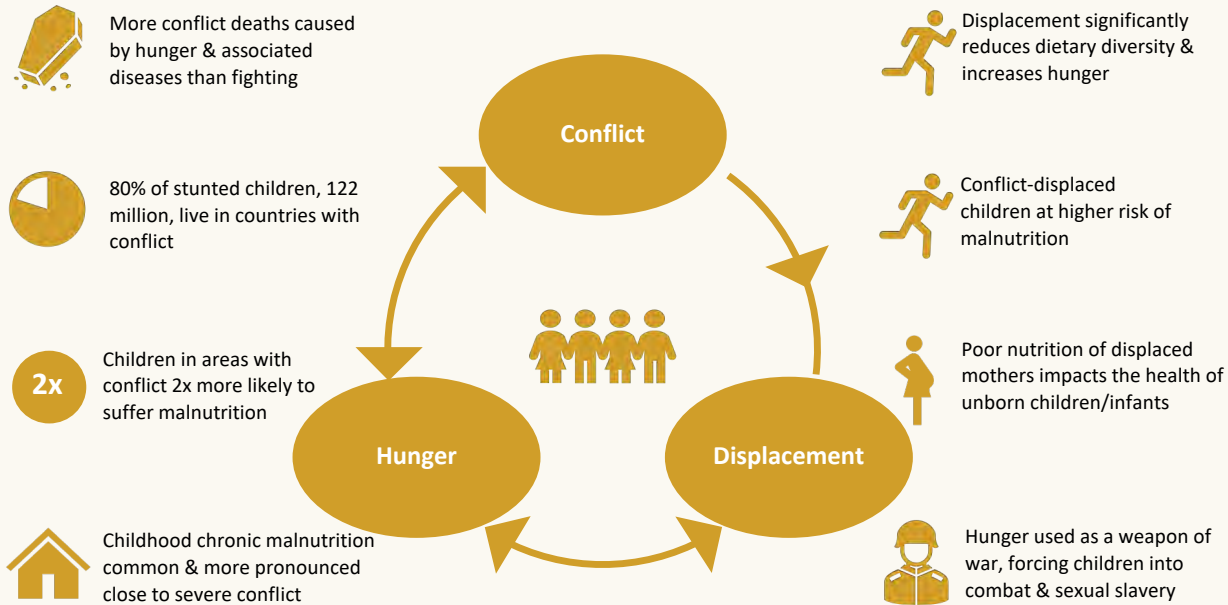 More conflict deaths caused
by hunger & associated
diseases than fighting
80% of stunted children, 122
million, live in countries with
conflict
2x
Children in areas with
conflict 2x more likely to
suffer malnutrition
Childhood chronic malnutrition
common & more pronounced
close to severe conflict
Conflict
Hunger
Displacement
Displacement significantly
reduces dietary diversity &
increases hunger
Conflict-displaced
children at higher risk of
malnutrition
Poor nutrition of displaced
mothers impacts the health of
unborn children/infants
Hunger used as a weapon of
war, forcing children into
combat & sexual slavery